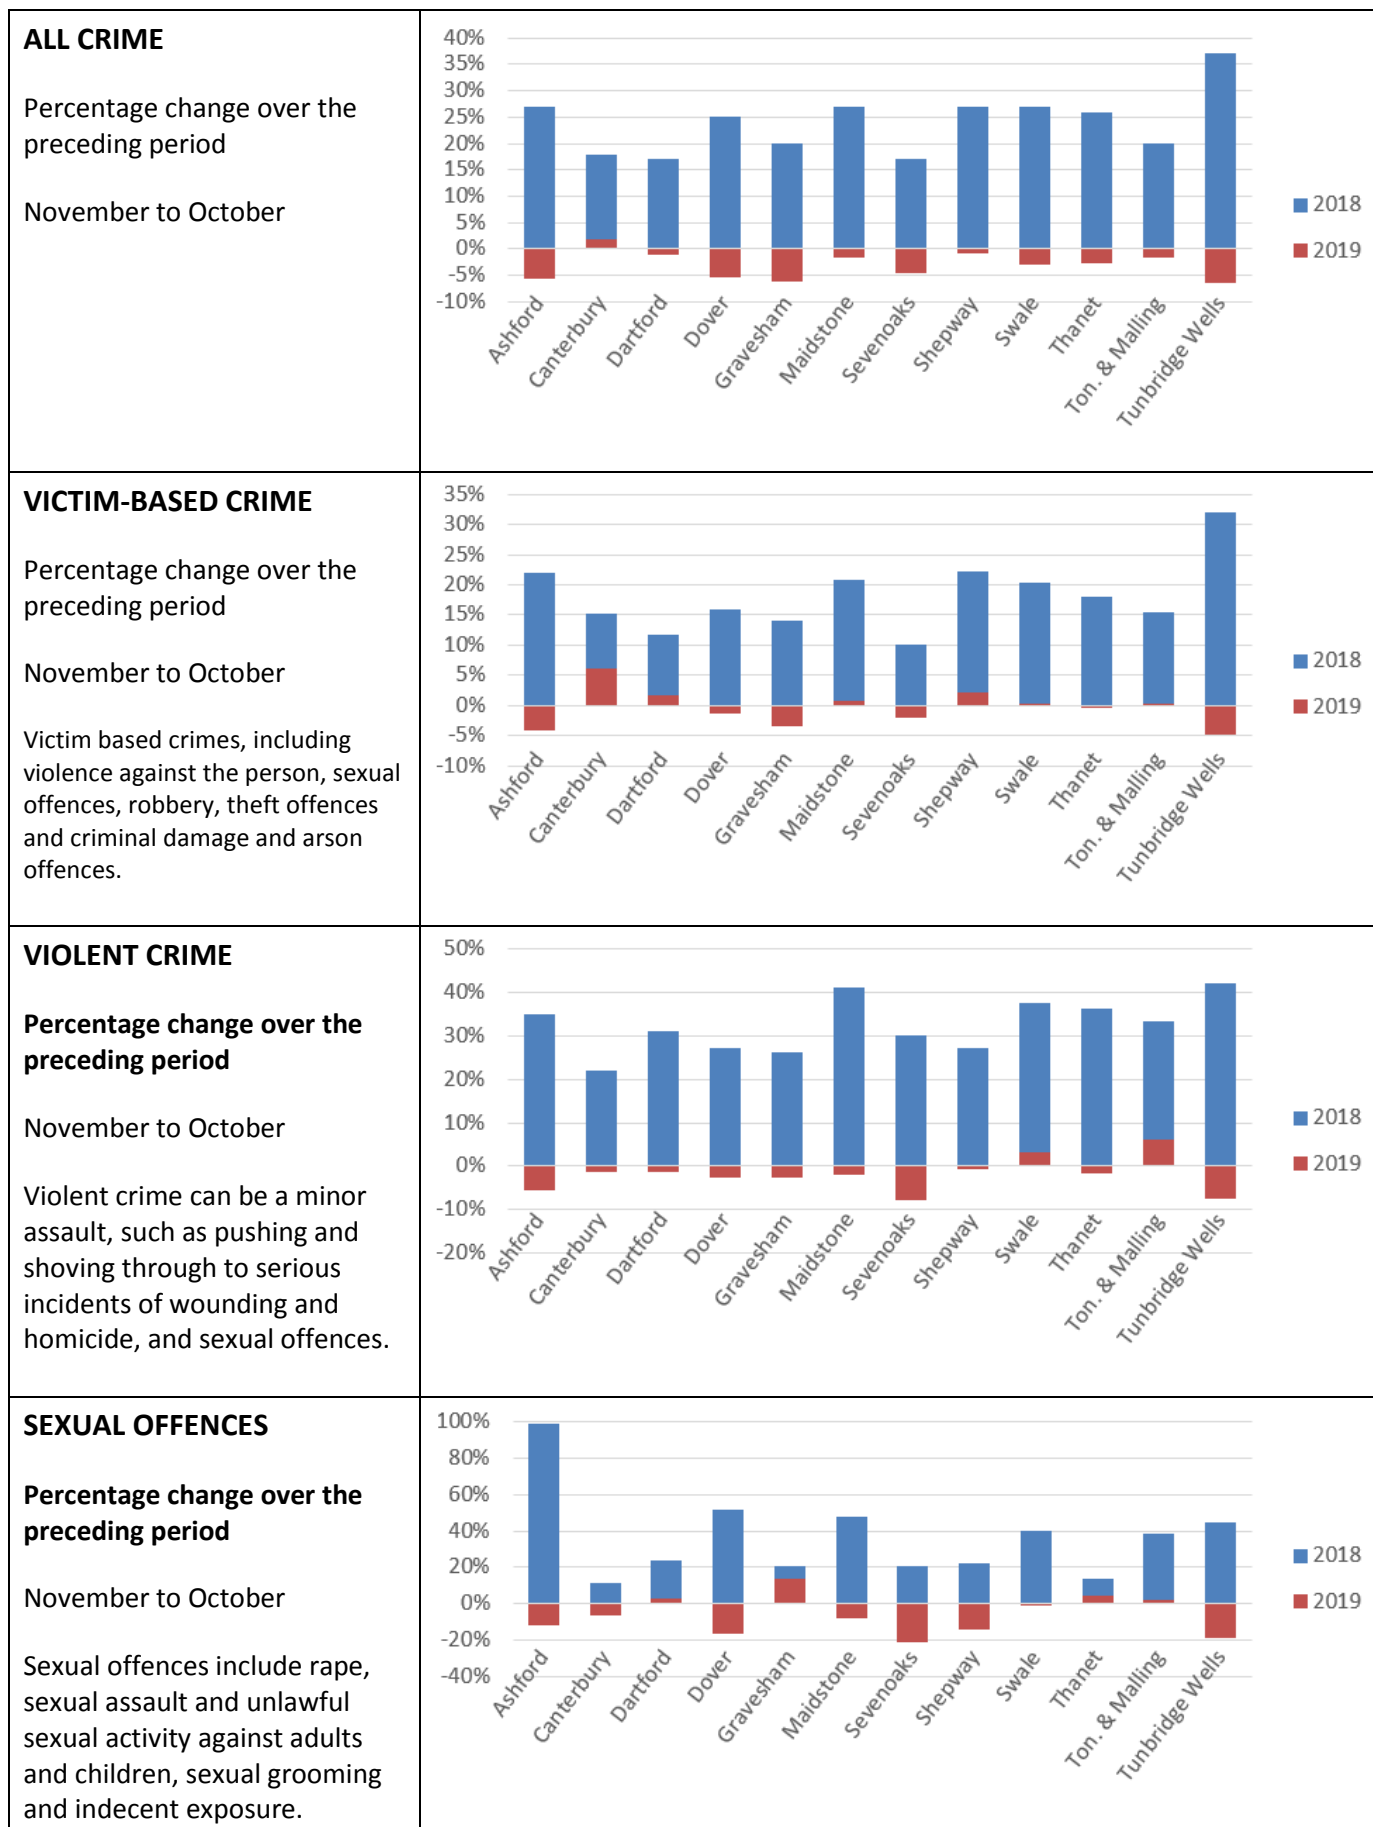 ALL CRIME
Percentage change over the
preceding period
November to October
40%
35%
30%
25%
20%
15%
10%
5%
0%
-5%
-10%
Ashford
Canterbury
Dartford
Dover
Gravesham
Maidstone
Sevenoaks
Shepway
Swale
Thanet
Ton. & Malling
Tunbridge Wells
2018
2019
VICTIM-BASED CRIME
Percentage change over the
preceding period
November to October
Victim based crimes, including
violence against the person, sexual
offences, robbery, theft offences
and criminal damage and arson
offences.
35%
30%
25%
20%
15%
10%
5%
0%
-5%
-10%
Ashford
Canterbury
Dartford
Dover
Gravesham
Maidstone
Sevenoaks
Shepway
Swale
Thanet
Ton. & Malling
Tunbridge Wells
2018
2019
VIOLENT CRIME
Percentage change over the
preceding period
November to October
Violent crime can be a minor
assault, such as pushing and
shoving through to serious
incidents of wounding and
homicide, and sexual offences.
50%
40%
30%
20%
10%
0%
-10%
-20%
Ashford
Canterbury
Dartford
Dover
Gravesham
Maidstone
Sevenoaks
Shepway
Swale
Thanet
Ton. & Malling
Tunbridge Wells
2018
2019
SEXUAL OFFENCES
Percentage change over the
preceding period
November to October
Sexual offences include rape,
sexual assault and unlawful
sexual activity against adults
and children, sexual grooming
and indecent exposure.
100%
80%
60%
40%
20%
0%
-20%
-40%
Ashford
Canterbury
Dartford
Dover
Gravesham
Maidstone
Sevenoaks
Shepway
Swale
Thanet
Ton. & Malling
Tunbridge Wells
2018
2019